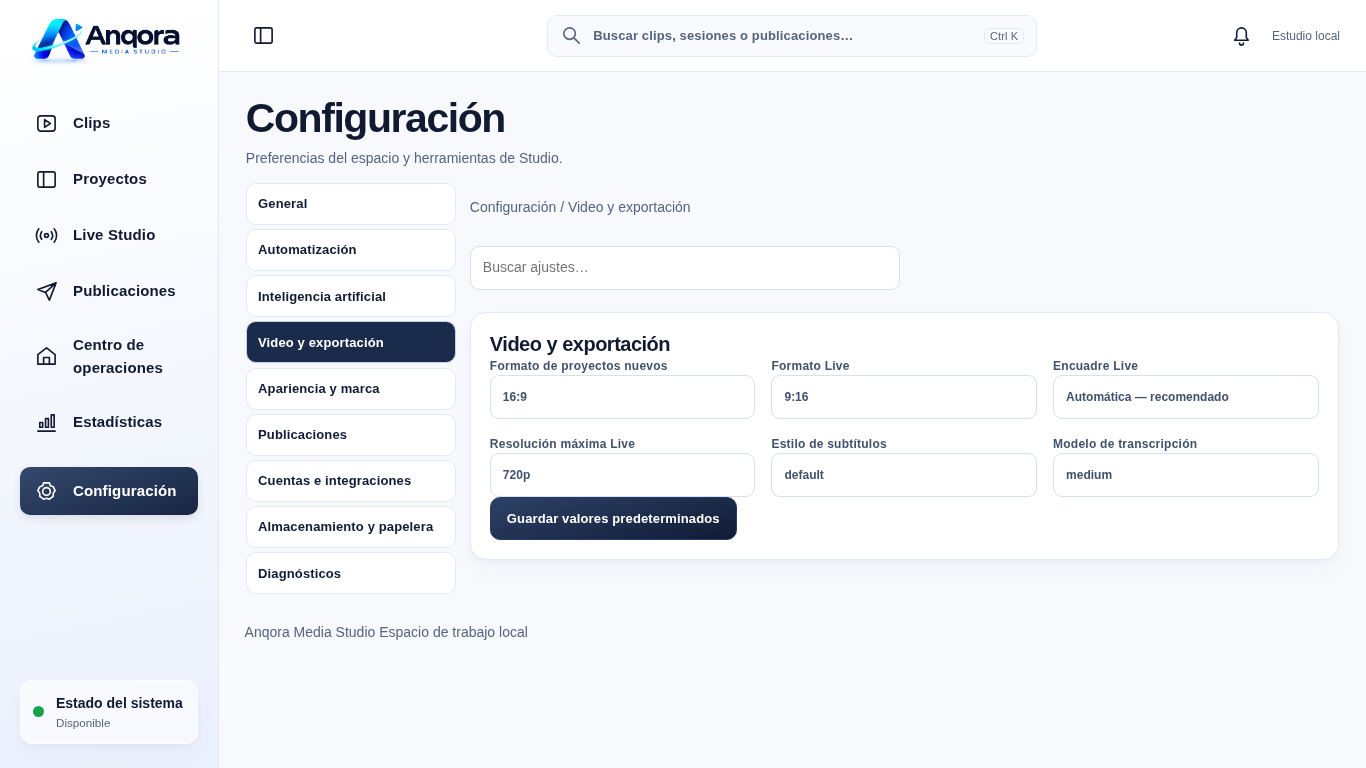 Anqora
MEDIA STUDIO
Clips
Proyectos
Live Studio
Publicaciones
Centro de
operaciones
Estadísticas
Configuración
Estado del sistema
Disponible
Buscar clips, sesiones o publicaciones…
Ctrl K
Estudio local
Configuración
Preferencias del espacio y herramientas de Studio.
General
Automatización
Inteligencia artificial
Video y exportación
Apariencia y marca
Publicaciones
Cuentas e integraciones
Almacenamiento y papelera
Diagnósticos
Configuración / Video y exportación
Buscar ajustes…
Video y exportación
Formato de proyectos nuevos
16:9
Formato Live
9:16
Encuadre Live
Automática — recomendado
Resolución máxima Live
720p
Estilo de subtítulos
default
Modelo de transcripción
medium
Guardar valores predeterminados
Anqora Media Studio Espacio de trabajo local